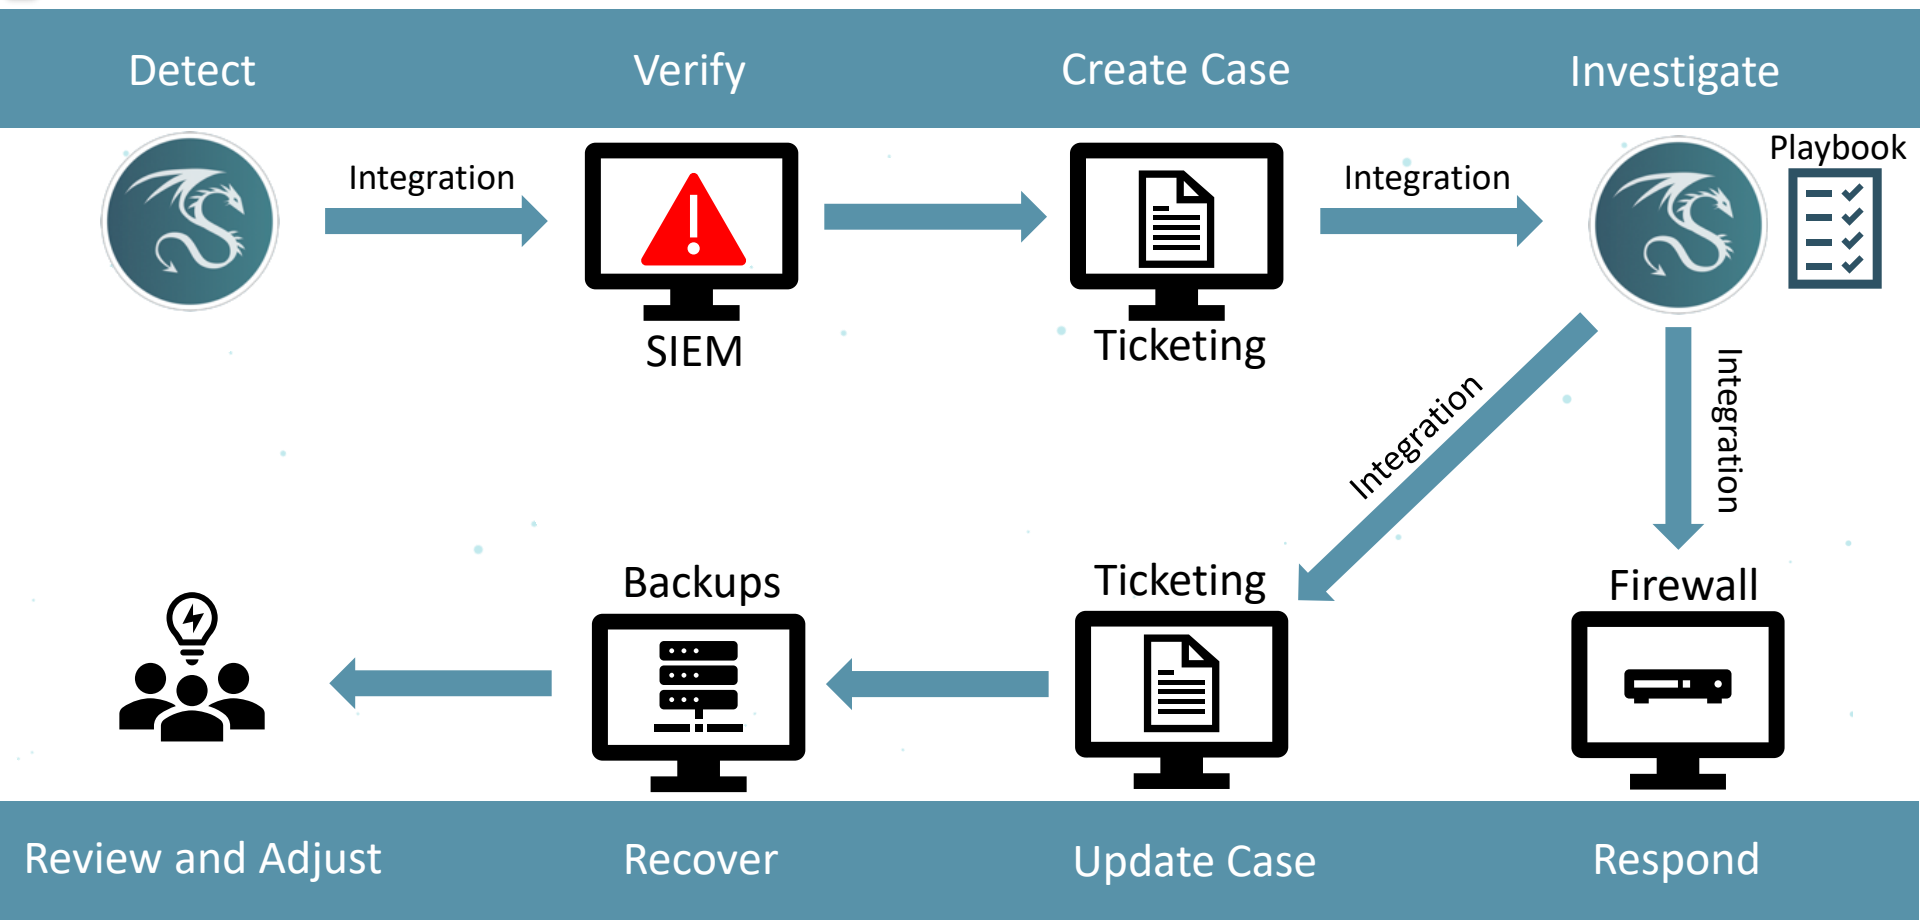 Detect
Verify
Create Case
Investigate
Integration
Integration
Playbook
SIEM
Ticketing
Integration
Integration
Backups
Ticketing
Firewall
Review and Adjust
Recover
Update Case
Respond